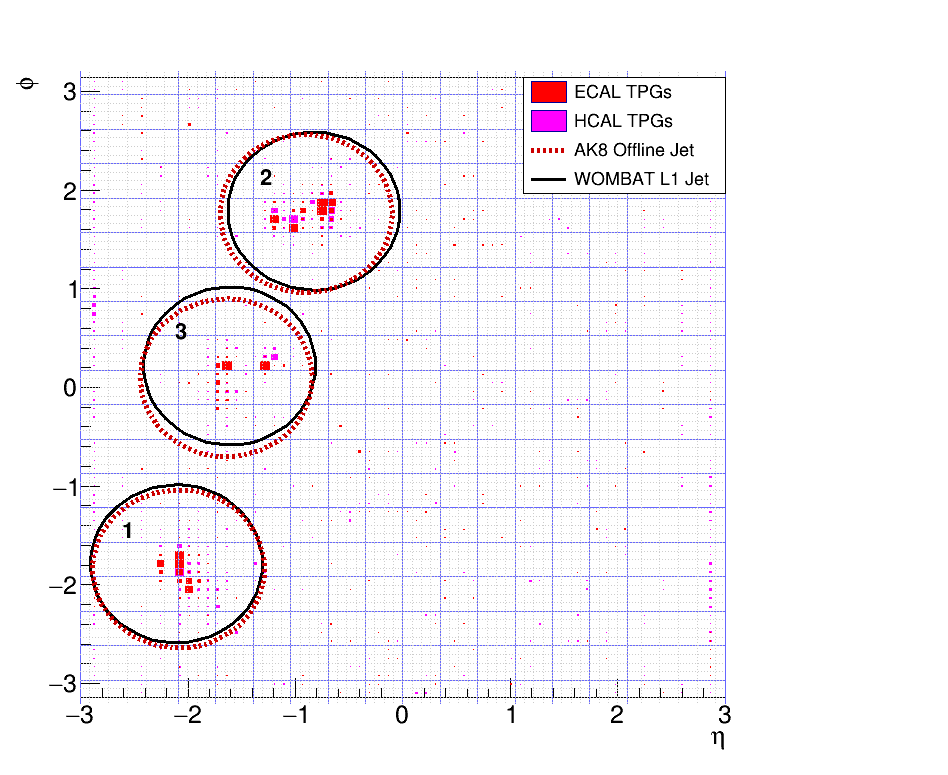 ϕ
3
2
1
0
−1
−2
−3
ECAL TPGs
HCAL TPGs
AK8 Offline Jet
WOMBAT L1 Jet
2
3
1
−3 −2 −1 0 1 2 3
η